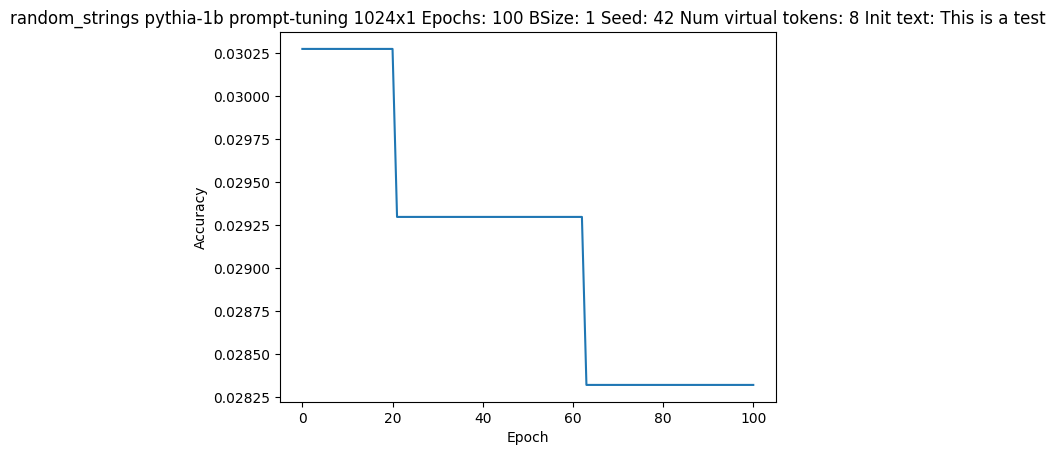 random_strings pythia-1b prompt-tuning 1024x1 Epochs: 100 BSize: 1 Seed: 42 Num virtual tokens: 8 Init text: This is a test
0.03025
0.03000
0.02975
0.02950
0.02925
0.02900
0.02875
0.02850
0.02825
Accuracy
0 20 40 60 80 100
Epoch